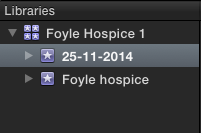 Libraries
Foyle Hospice 1
25-11-2014
Foyle hospice